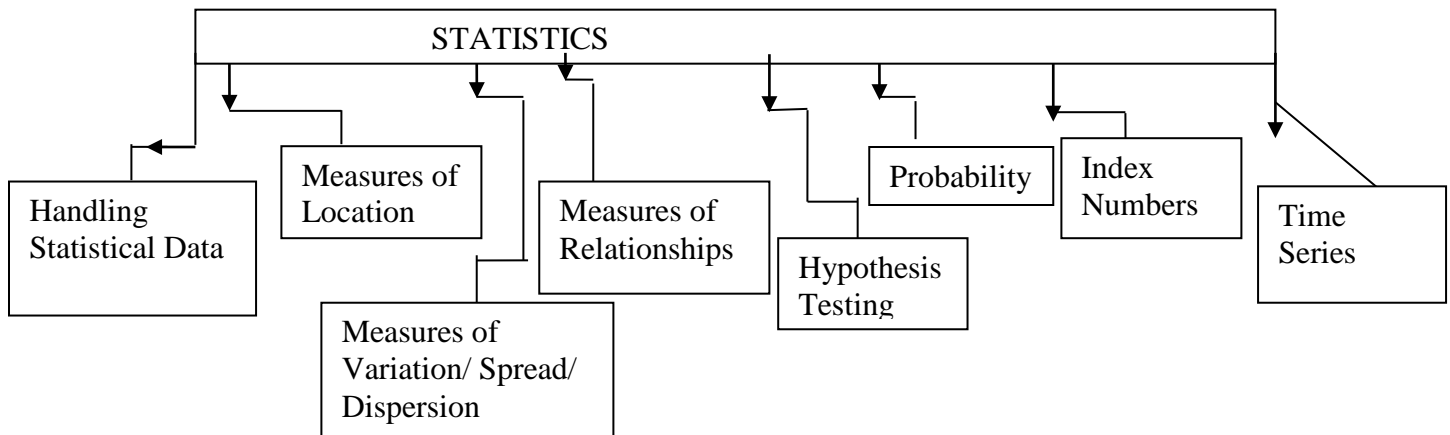 STATISTICS
Handling
Statistical Data
Measures of
Location
Measures of
Variation/ Spread/
Dispersion
Measures of
Relationships
Hypothesis
Testing
Probability
Index
Numbers
Time
Series